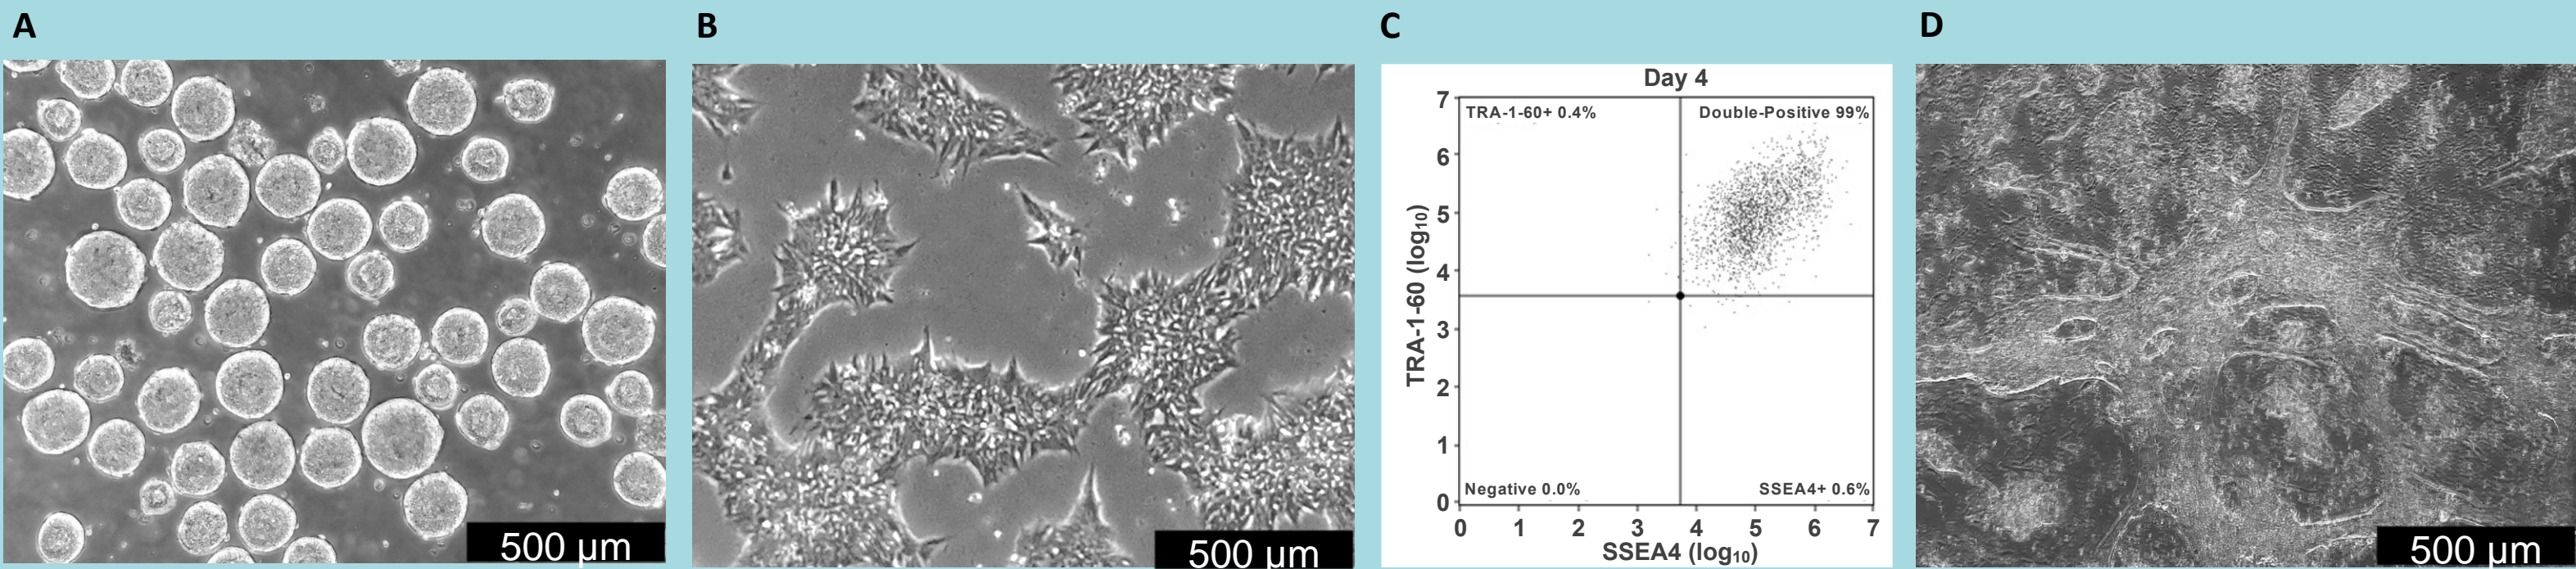 A
B
C
D
500 µm
500 µm
Day 4
TRA-1-60+ 0.4%
Double-Positive 99%
Negative 0.0%
SSEA4+ 0.6%
TRA-1-60 (log₁₀)
7
6
5
4
3
2
1
0
0 1 2 3 4 5 6 7
SSEA4 (log₁₀)
500 µm